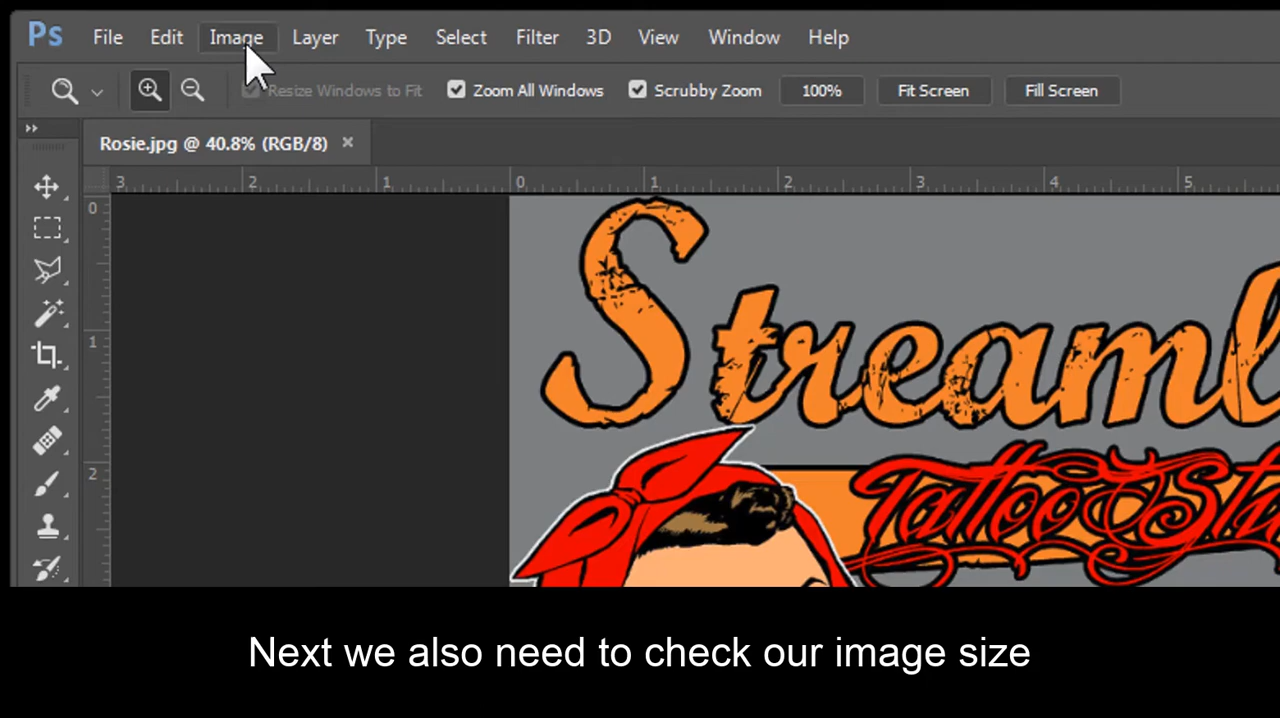 Ps File Edit Image Layer Type Select Filter 3D View Window Help
Resize Windows to Fit Zoom All Windows Scrubby Zoom 100% Fit Screen Fill Screen
Rosie.jpg @ 40.8% (RGB/8) ×
3 2 1 0 1 2 3 4 5
0
1
2
Streaml
Tattoo St
Next we also need to check our image size